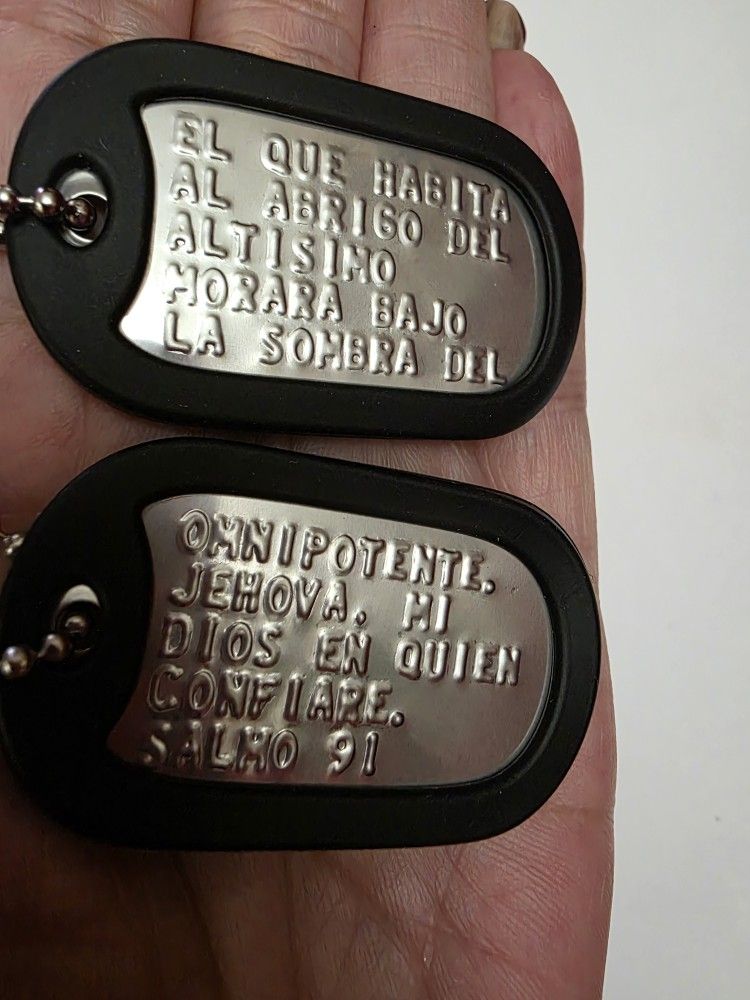 EL QUE HABITA
AL ABRIGO DEL
ALTISIMO
MORARA BAJO
LA SOMBRA DEL
OMNIPOTENTE.
JEHOVA, MI
DIOS EN QUIEN
CONFIARE.
SALMO 91